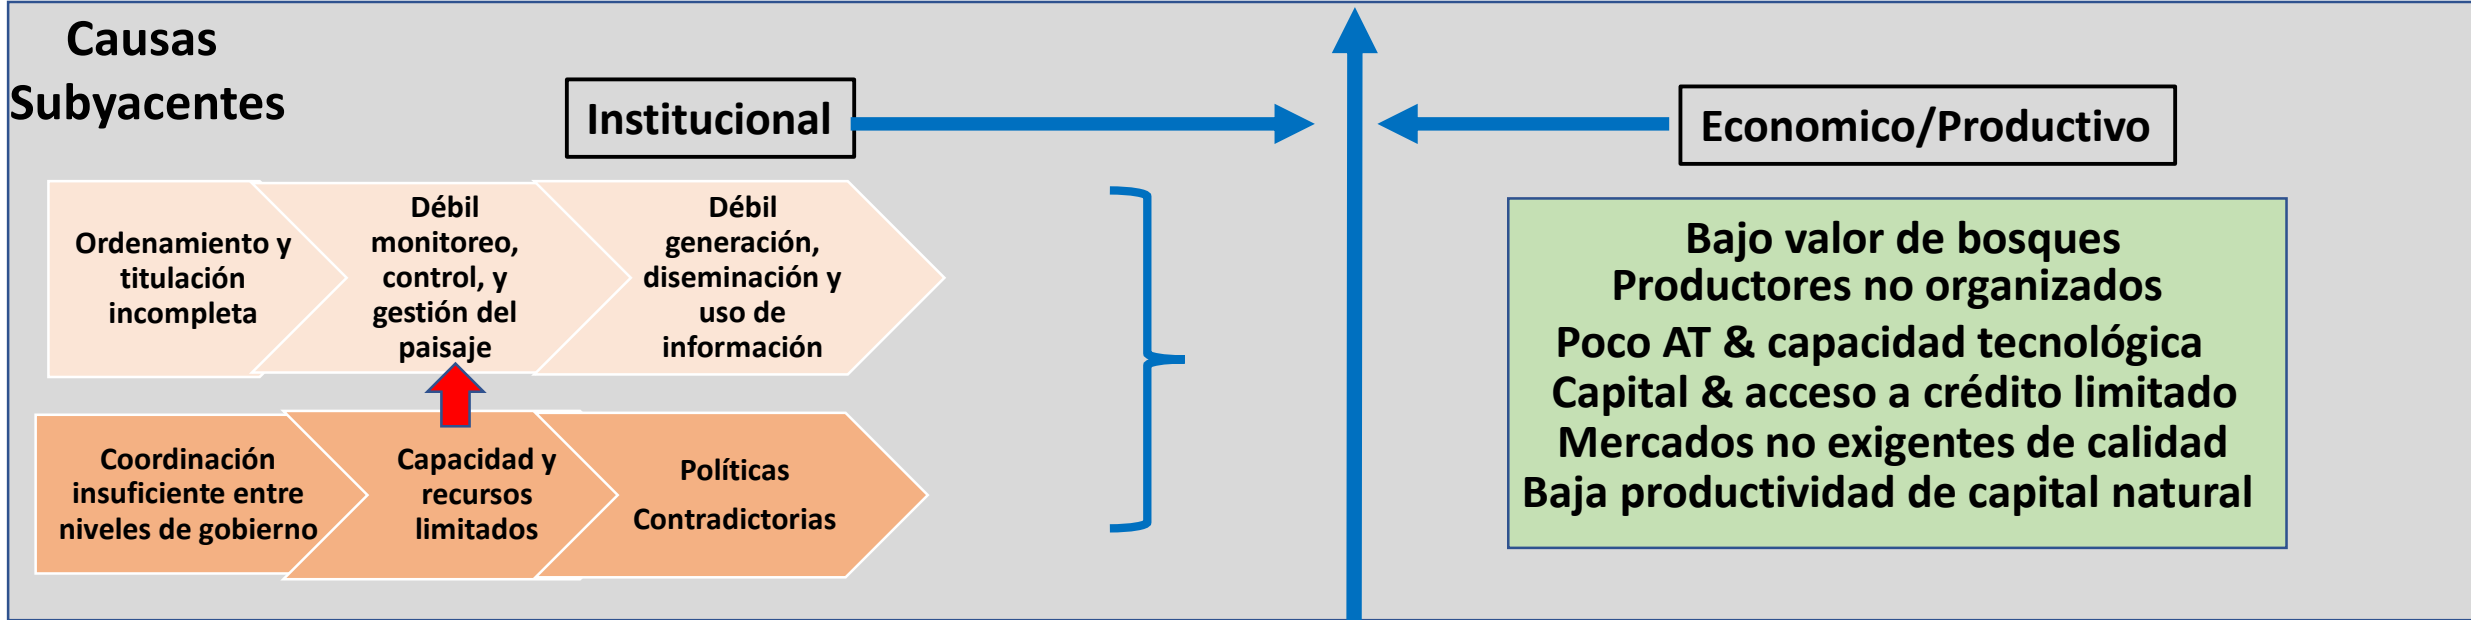 Causas
Subyacentes
Institucional
Economico/Productivo
Ordenamiento y
titulación
incompleta
Débil
monitoreo,
control, y
gestión del
paisaje
Débil
generación,
diseminación y
uso de
información
Coordinación
insuficiente entre
niveles de gobierno
Capacidad y
recursos
limitados
Políticas
Contradictorias
Bajo valor de bosques
Productores no organizados
Poco AT & capacidad tecnológica
Capital & acceso a crédito limitado
Mercados no exigentes de calidad
Baja productividad de capital natural